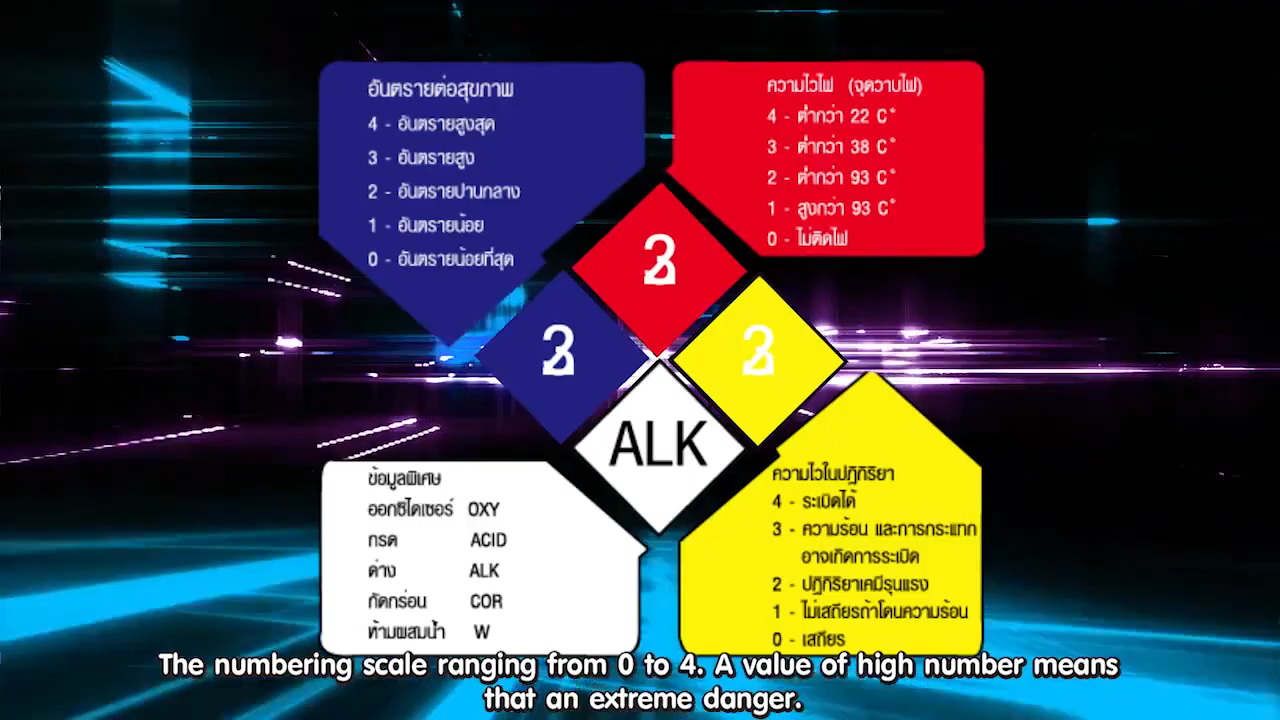 อันตรายต่อสุขภาพ
4 - อันตรายสูงสุด
3 - อันตรายสูง
2 - อันตรายปานกลาง
1 - อันตรายน้อย
0 - อันตรายน้อยที่สุด
ความไวไฟ (จุดวาบไฟ)
4 - ต่ำกว่า 22 C°
3 - ต่ำกว่า 38 C°
2 - ต่ำกว่า 93 C°
1 - สูงกว่า 93 C°
0 - ไม่ติดไฟ
ALK
ข้อมูลพิเศษ
ออกซิไดเซอร์ OXY
กรด ACID
ด่าง ALK
กัดกร่อน COR
ห้ามผสมน้ำ W
ความไวในปฏิกิริยา
4 - ระเบิดได้
3 - ความร้อน และการกระแทก
อาจเกิดการระเบิด
2 - ปฏิกิริยาเคมีรุนแรง
1 - ไม่เสถียรถ้าโดนความร้อน
0 - เสถียร
The numbering scale ranging from 0 to 4. A value of high number means
that an extreme danger.